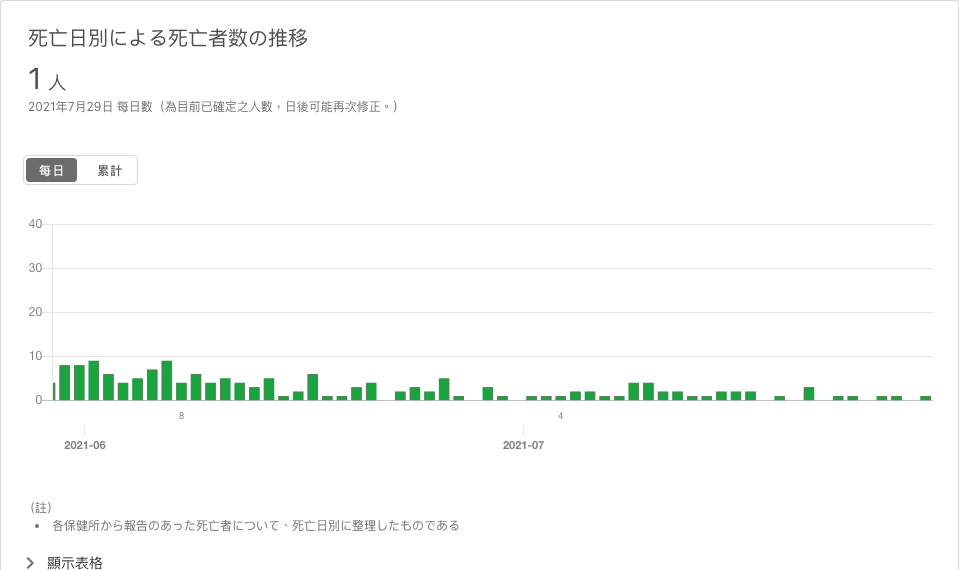 死亡日別による死亡者数の推移
1 人
2021年7月29日 每日數（為目前已確定之人數，日後可能再次修正。）
每日 累計
40
30
20
10
0
8 4
2021-06 2021-07
（註）
• 各保健所から報告のあった死亡者について、死亡日別に整理したものである
顯示表格